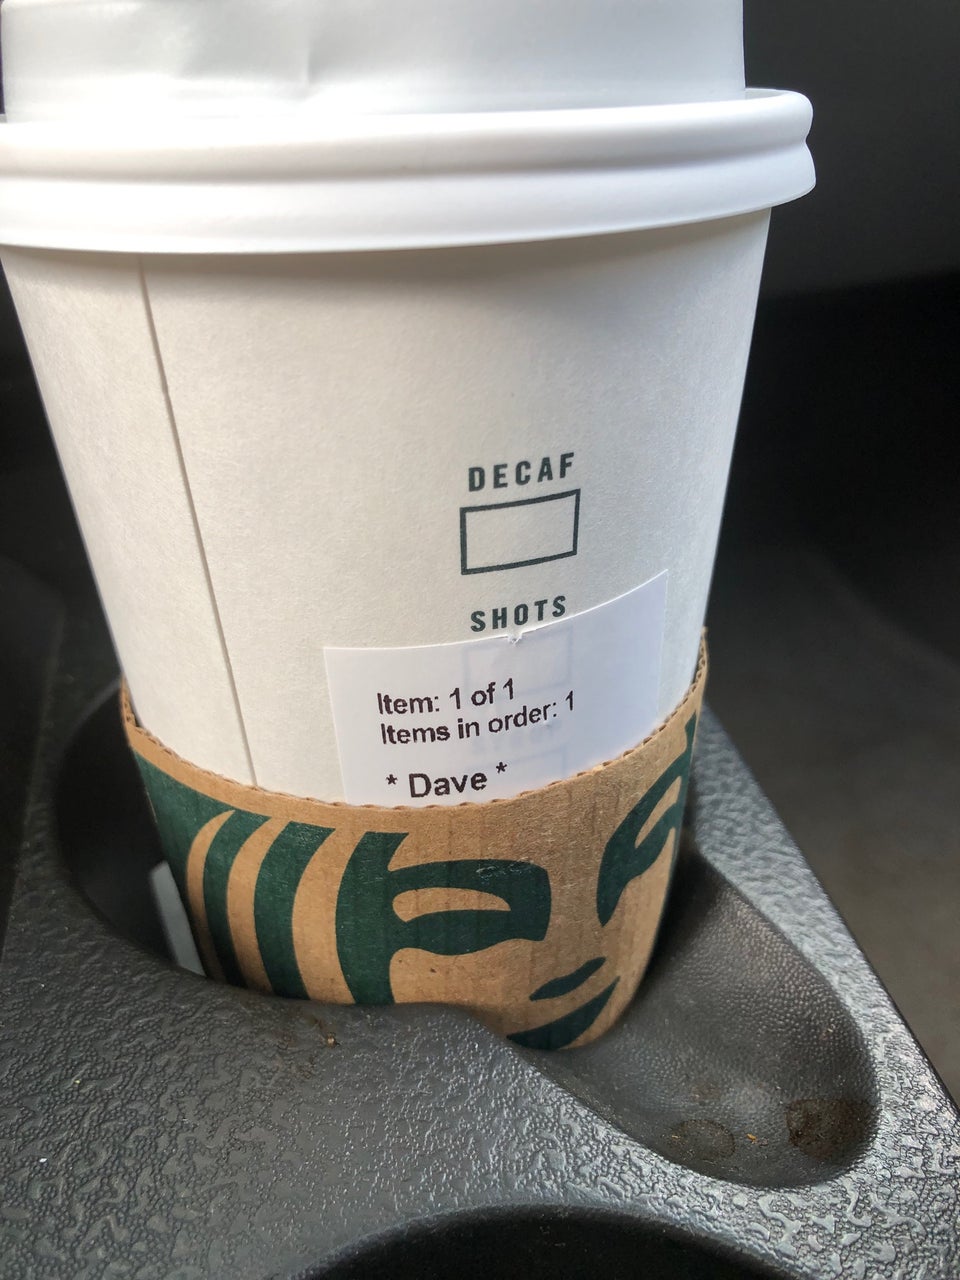 DECAF
SHOTS
Item: 1 of 1
Items in order: 1
* Dave *